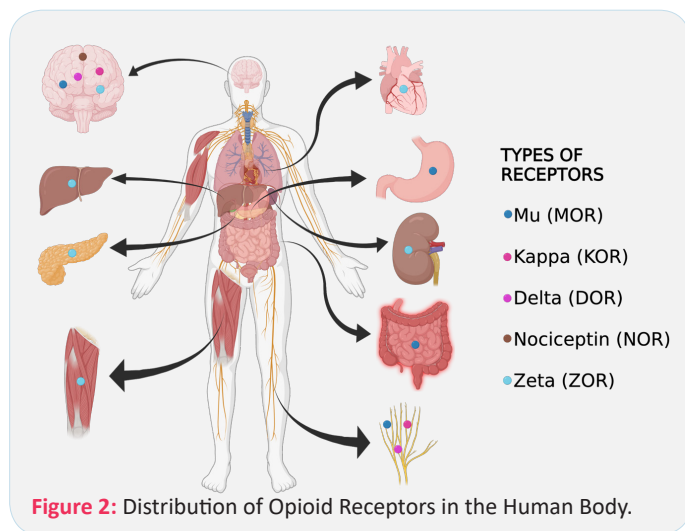 TYPES OF
RECEPTORS
Mu (MOR)
Kappa (KOR)
Delta (DOR)
Nociceptin (NOR)
Zeta (ZOR)
Figure 2: Distribution of Opioid Receptors in the Human Body.